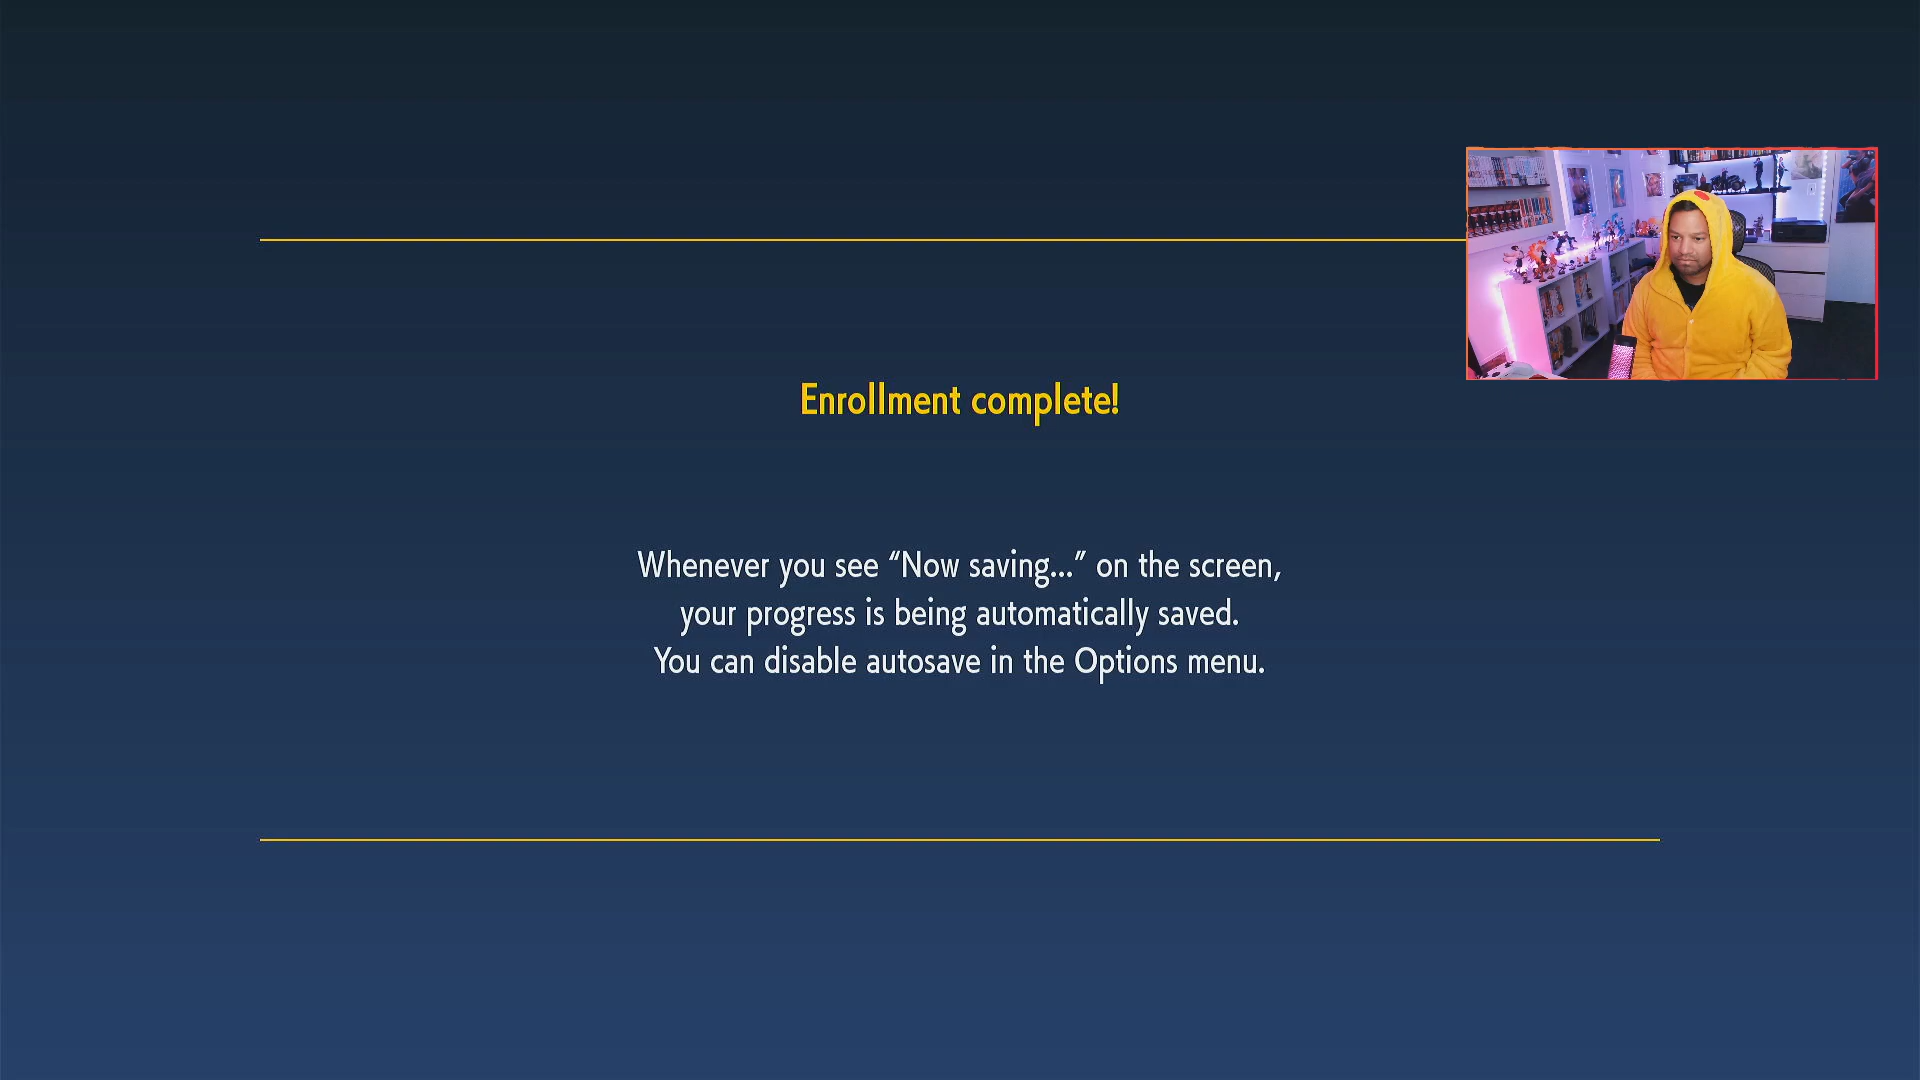 Enrollment complete!
Whenever you see “Now saving...” on the screen,
your progress is being automatically saved.
You can disable autosave in the Options menu.